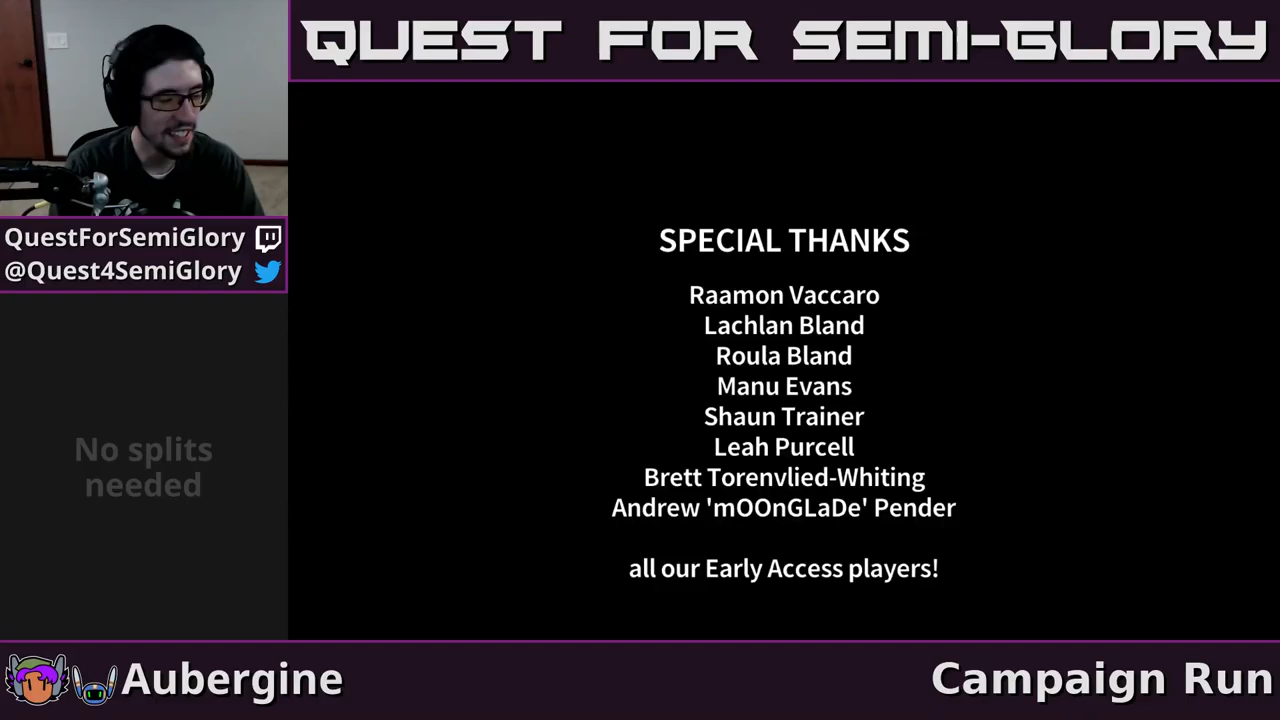 QUEST FOR SEMI-GLORY
QuestForSemiGlory
@Quest4SemiGlory
No splits
needed
SPECIAL THANKS
Raamon Vaccaro
Lachlan Bland
Roula Bland
Manu Evans
Shaun Trainer
Leah Purcell
Brett Torenvlied-Whiting
Andrew 'mOOnGLaDe' Pender
all our Early Access players!
Aubergine
Campaign Run